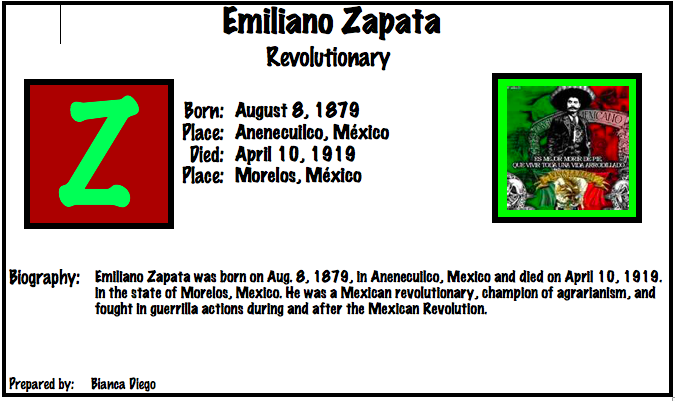 Emiliano Zapata
Revolutionary
Z
Born: August 8, 1879
Place: Anenecuilco, México
Died: April 10, 1919
Place: Morelos, México
MEXICANO
ES MEJOR MORIR DE PIE,
QUE VIVIR TODA UNA VIDA ARRODILLADO
Biography: Emiliano Zapata was born on Aug. 8, 1879, in Anenecuilco, Mexico and died on April 10, 1919.
in the state of Morelos, Mexico. He was a Mexican revolutionary, champion of agrarianism, and
fought in guerrilla actions during and after the Mexican Revolution.
Prepared by: Bianca Diego